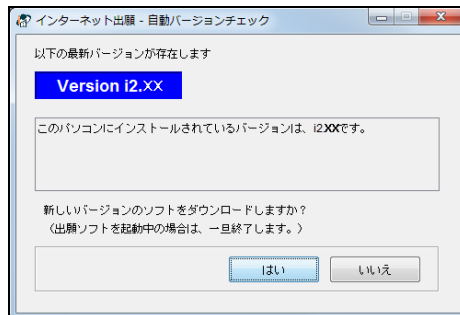 インターネット出願 - 自動バージョンチェック
以下の最新バージョンが存在します
Version i2.XX
このパソコンにインストールされているバージョンは、i2XXです。
新しいバージョンのソフトをダウンロードしますか？
（出願ソフトを起動中の場合は、一旦終了します。）
はい
いいえ